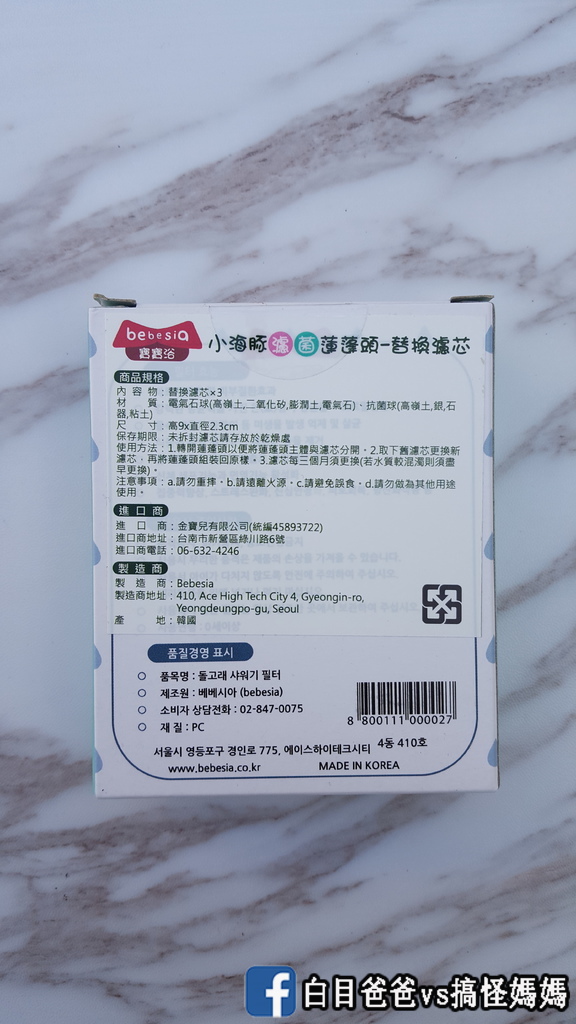 bebesia
寶寶浴
小海豚濾菌蓮蓬頭-替換濾芯
商品規格
內容物：替換濾芯×3
材質：電氣石球(高嶺土,二氧化矽,膨潤土,電氣石)、抗菌球(高嶺土,銀,石
器,粘土)
尺寸：高9x直徑2.3cm
保存期限：未拆封濾芯請存放於乾燥處
使用方法：1.轉開蓮蓬頭以便將蓮蓬頭主體與濾芯分開。2.取下舊濾芯更換新
濾芯、再將蓮蓬頭組裝回原樣。3.濾芯每三個月須更換(若水質較混濁則須盡
早更換)。
注意事項：a.請勿重摔。b.請遠離火源。c.請避免誤食。d.請勿做為其他用途
使用。
進口商
進口商：金寶兒有限公司(統編45893722)
進口商地址：台南市新營區綠川路6號
進口商電話：06-632-4246
製造商
製造商：Bebesia
製造商地址：410, Ace High Tech City 4, Gyeongin-ro,
Yeongdeungpo-gu, Seoul
產地：韓國
품질경영 표시
품목명 : 돌고래 샤워기 필터
제조원 : 베베시아 (bebesia)
소비자 상담전화 : 02-847-0075
재 질 : PC
8 800111 000027
서울시 영등포구 경인로 775, 에이스하이테크시티 4동 410호
www.bebesia.co.kr MADE IN KOREA
白目爸爸vs搞怪媽媽